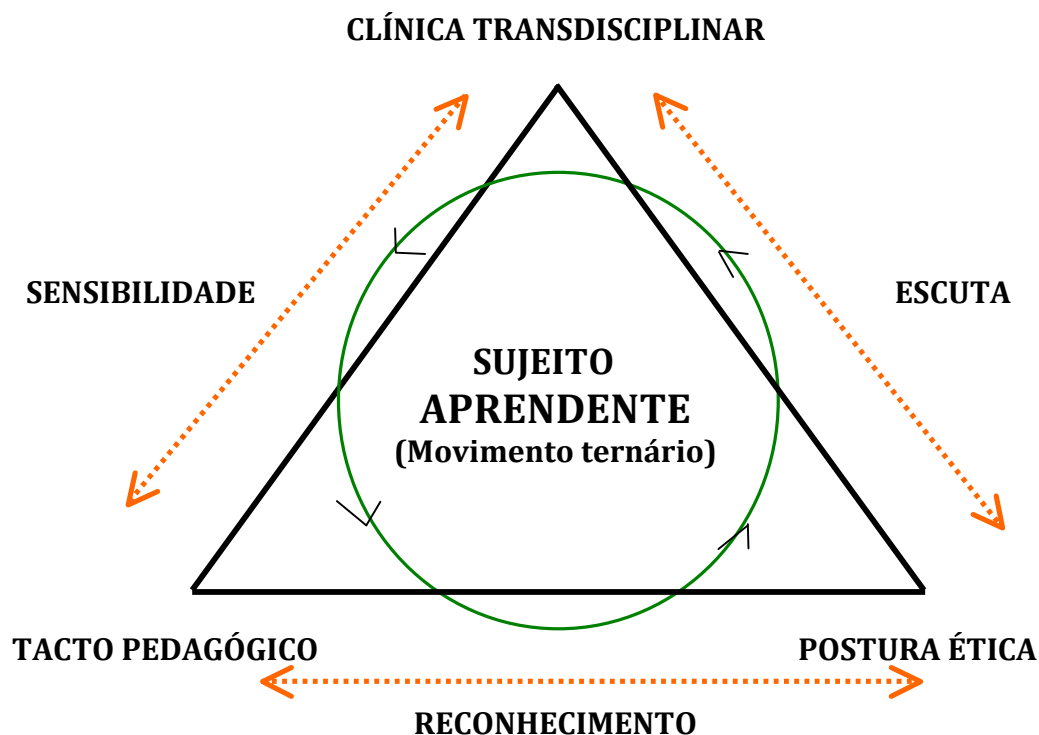 CLÍNICA TRANSDISCIPLINAR
SENSIBILIDADE
ESCUTA
SUJEITO
APRENDENTE
(Movimento ternário)
TACTO PEDAGÓGICO
POSTURA ÉTICA
RECONHECIMENTO